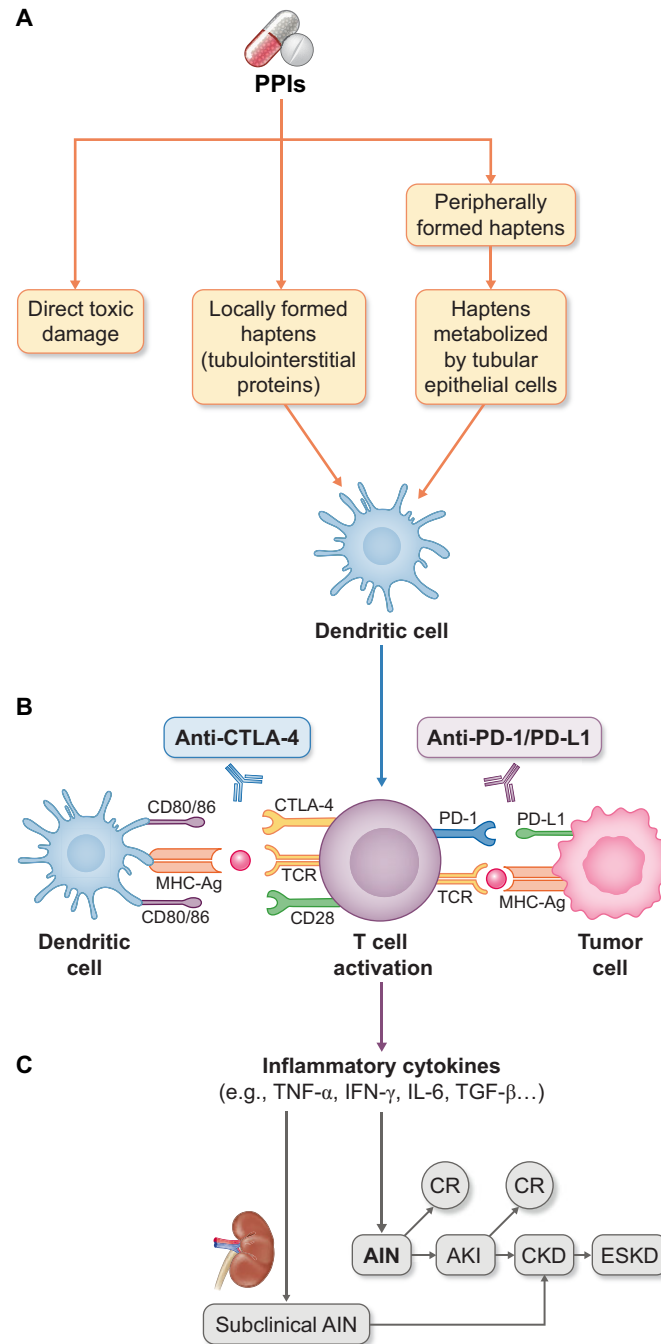 A
PPIs
Peripherally
formed haptens
Direct toxic
damage
Locally formed
haptens
(tubulointerstitial
proteins)
Haptens
metabolized
by tubular
epithelial cells
Dendritic cell
B
Anti-CTLA-4
Anti-PD-1/PD-L1
CD80/86
CTLA-4
PD-1
PD-L1
MHC-Ag
TCR
TCR
MHC-Ag
CD80/86
CD28
Dendritic
cell
T cell
activation
Tumor
cell
C
Inflammatory cytokines
(e.g., TNF-α, IFN-γ, IL-6, TGF-β…)
CR
CR
AIN
AKI
CKD
ESKD
Subclinical AIN